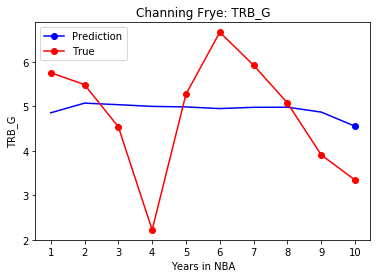 Channing Frye: TRB_G
Prediction
True
TRB_G
6
5
4
3
2
1 2 3 4 5 6 7 8 9 10
Years in NBA